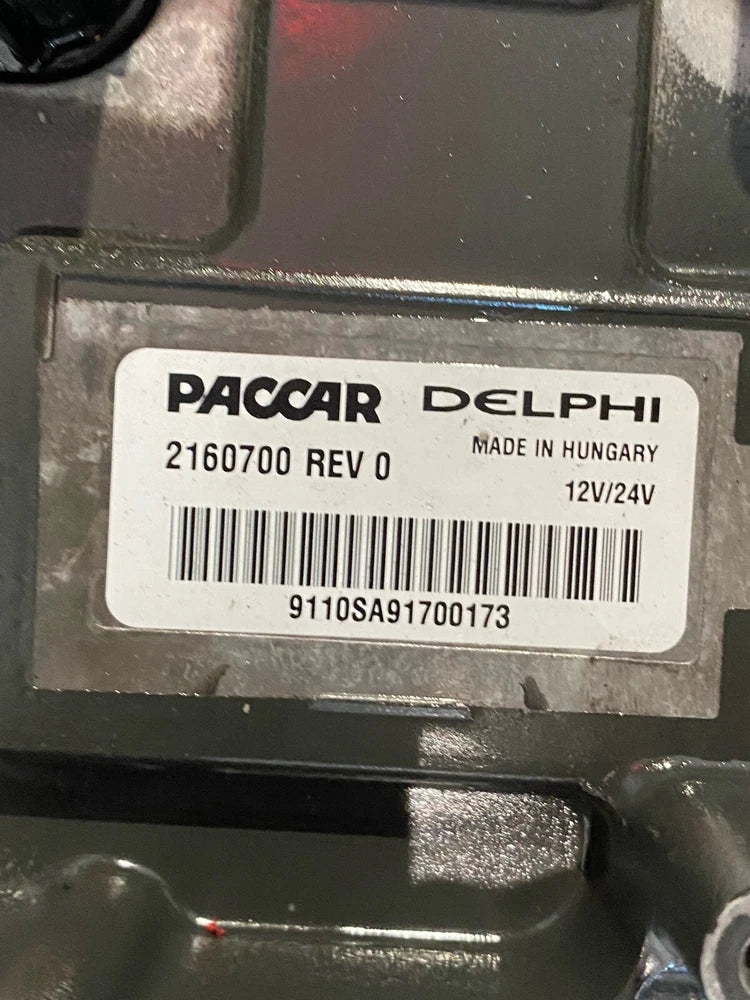 PACCAR DELPHI
2160700 REV 0
MADE IN HUNGARY
12V/24V
9110SA91700173